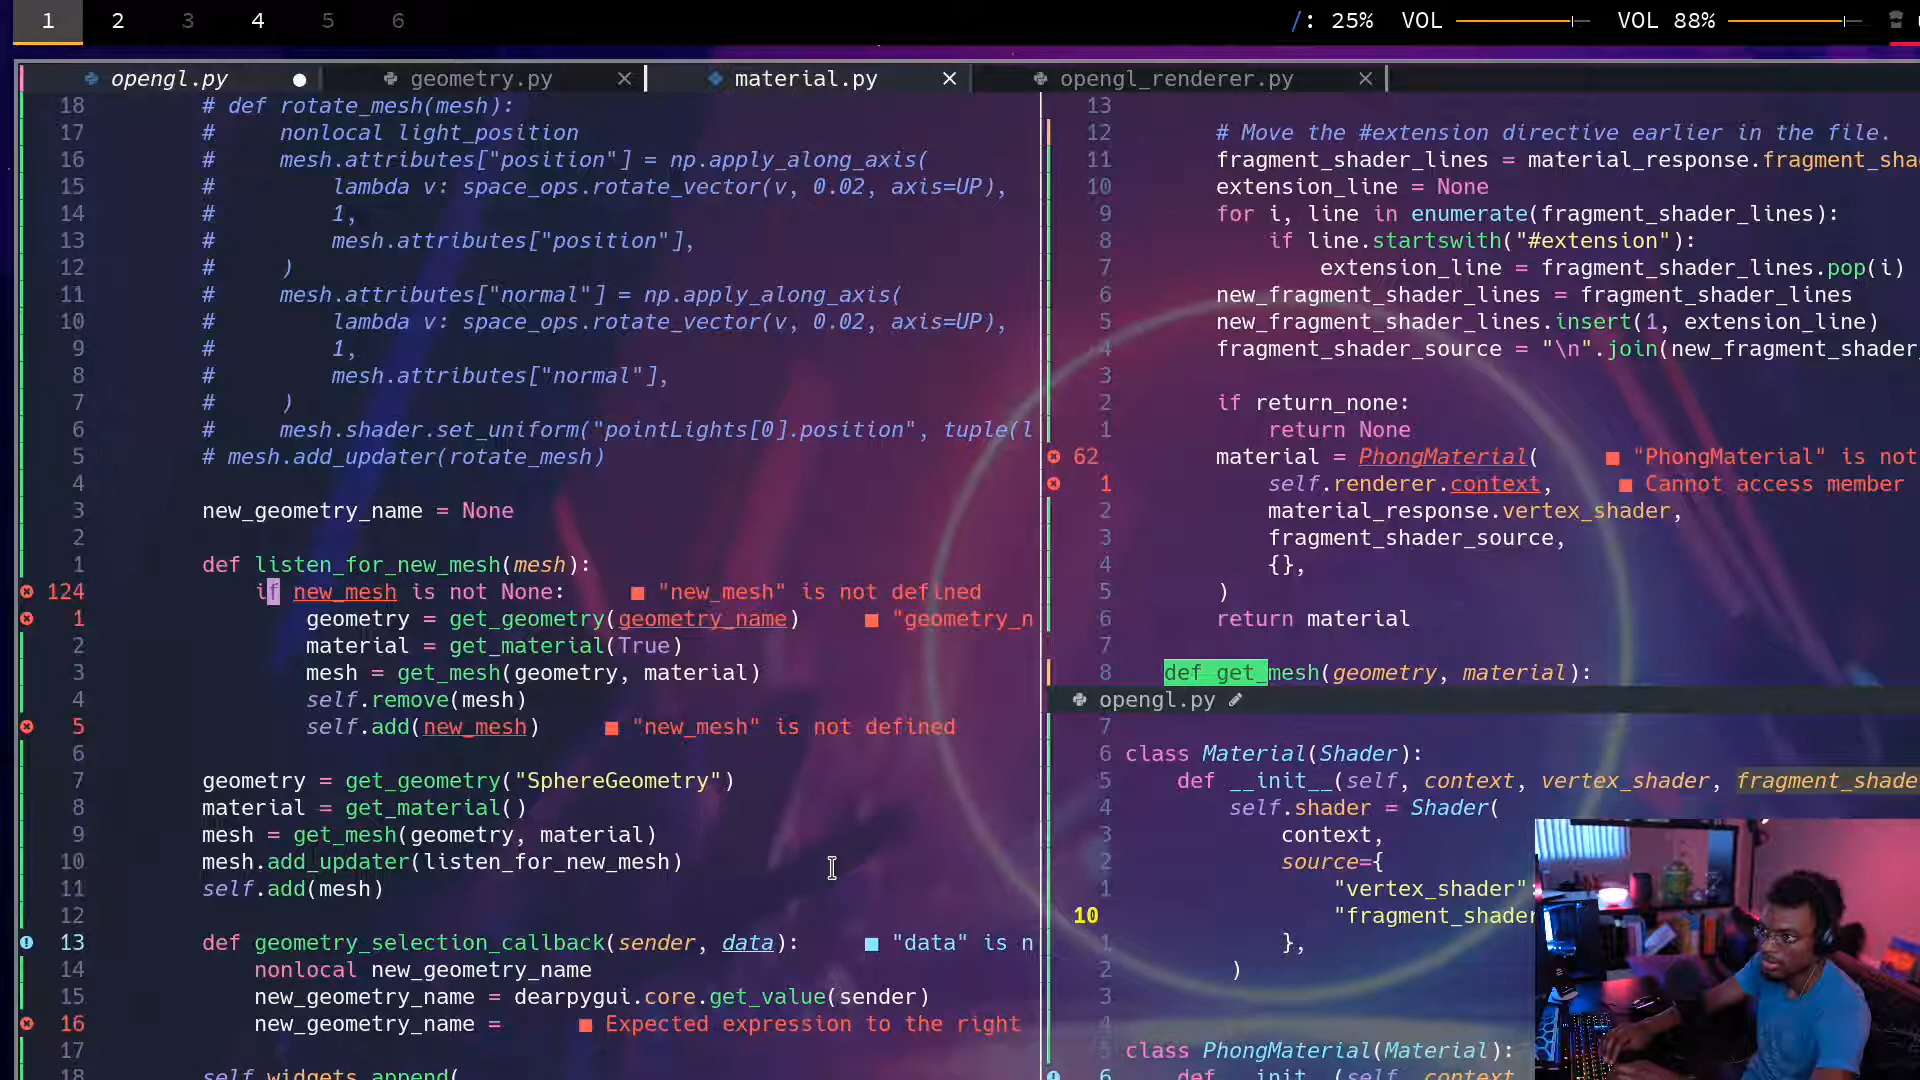 1 2 3 4 5 6 /: 25% VOL VOL 88%
opengl.py geometry.py material.py opengl_renderer.py
18 # def rotate_mesh(mesh):
17 # nonlocal light_position
16 # mesh.attributes["position"] = np.apply_along_axis(
15 # lambda v: space_ops.rotate_vector(v, 0.02, axis=UP),
14 # 1,
13 # mesh.attributes["position"],
12 # )
11 # mesh.attributes["normal"] = np.apply_along_axis(
10 # lambda v: space_ops.rotate_vector(v, 0.02, axis=UP),
9 # 1,
8 # mesh.attributes["normal"],
7 # )
6 # mesh.shader.set_uniform("pointLights[0].position", tuple(l
5 # mesh.add_updater(rotate_mesh)
4
3 new_geometry_name = None
2
1 def listen_for_new_mesh(mesh):
124 if new_mesh is not None: ■ "new_mesh" is not defined
1 geometry = get_geometry(geometry_name) ■ "geometry_n
2 material = get_material(True)
3 mesh = get_mesh(geometry, material)
4 self.remove(mesh)
5 self.add(new_mesh) ■ "new_mesh" is not defined
6
7 geometry = get_geometry("SphereGeometry")
8 material = get_material()
9 mesh = get_mesh(geometry, material)
10 mesh.add_updater(listen_for_new_mesh)
11 self.add(mesh)
12
13 def geometry_selection_callback(sender, data): ■ "data" is n
14 nonlocal new_geometry_name
15 new_geometry_name = dearpygui.core.get_value(sender)
16 new_geometry_name = ■ Expected expression to the right
17
18 self.widgets.append(
13
12 # Move the #extension directive earlier in the file.
11 fragment_shader_lines = material_response.fragment_sha
10 extension_line = None
9 for i, line in enumerate(fragment_shader_lines):
8 if line.startswith("#extension"):
7 extension_line = fragment_shader_lines.pop(i)
6 new_fragment_shader_lines = fragment_shader_lines
5 new_fragment_shader_lines.insert(1, extension_line)
4 fragment_shader_source = "\n".join(new_fragment_shader_
3
2 if return_none:
1 return None
62 material = PhongMaterial( ■ "PhongMaterial" is not
1 self.renderer.context, ■ Cannot access member
2 material_response.vertex_shader,
3 fragment_shader_source,
4 {},
5 )
6 return material
7
8 def get_mesh(geometry, material):
opengl.py
7
6 class Material(Shader):
5 def __init__(self, context, vertex_shader, fragment_shade
4 self.shader = Shader(
3 context,
2 source={
1 "vertex_shader":
10 "fragment_shader
1 },
2 )
3
4
5 class PhongMaterial(Material):
6 def __init__(self, context